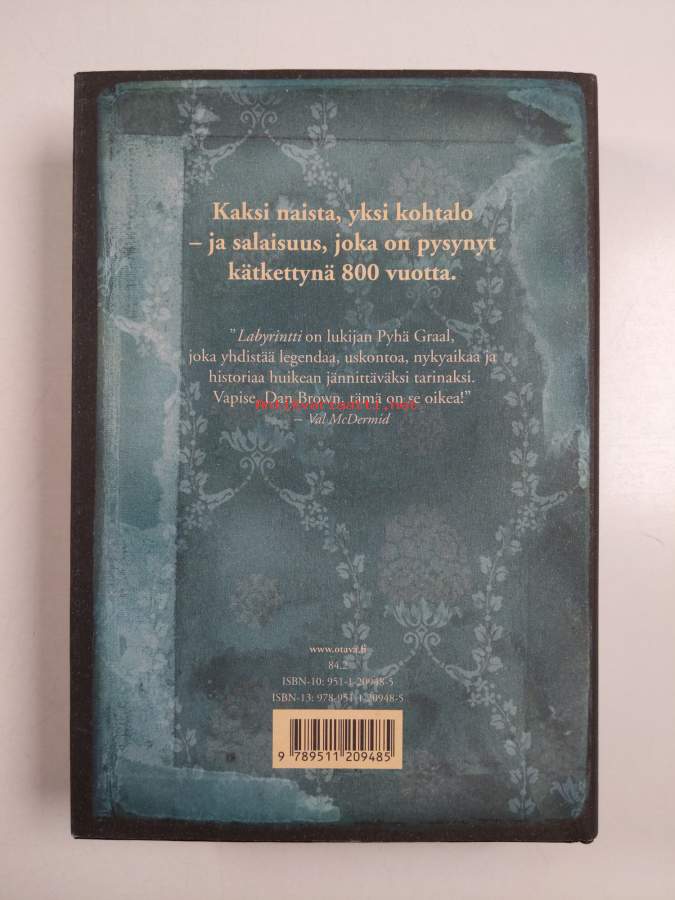 Kaksi naista, yksi kohtalo
– ja salaisuus, joka on pysynyt
kätkettynä 800 vuotta.
"Labyrintti on lukijan Pyhä Graal,
joka yhdistää legendaa, uskontoa, nykyaikaa ja
historiaa huikean jännittäväksi tarinaksi.
Vapise, Dan Brown, tämä on se oikea!"
– Val McDermid
www.otava.fi
84.2
ISBN-10: 951-1-20948-5
ISBN-13: 978-951-1-20948-5
9 789511 209485